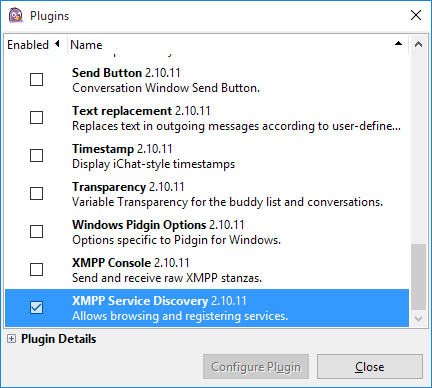 Plugins
Enabled Name
Send Button 2.10.11
Conversation Window Send Button.
Text replacement 2.10.11
Replaces text in outgoing messages according to user-define...
Timestamp 2.10.11
Display iChat-style timestamps
Transparency 2.10.11
Variable Transparency for the buddy list and conversations.
Windows Pidgin Options 2.10.11
Options specific to Pidgin for Windows.
XMPP Console 2.10.11
Send and receive raw XMPP stanzas.
XMPP Service Discovery 2.10.11
Allows browsing and registering services.
Plugin Details
Configure Plugin Close